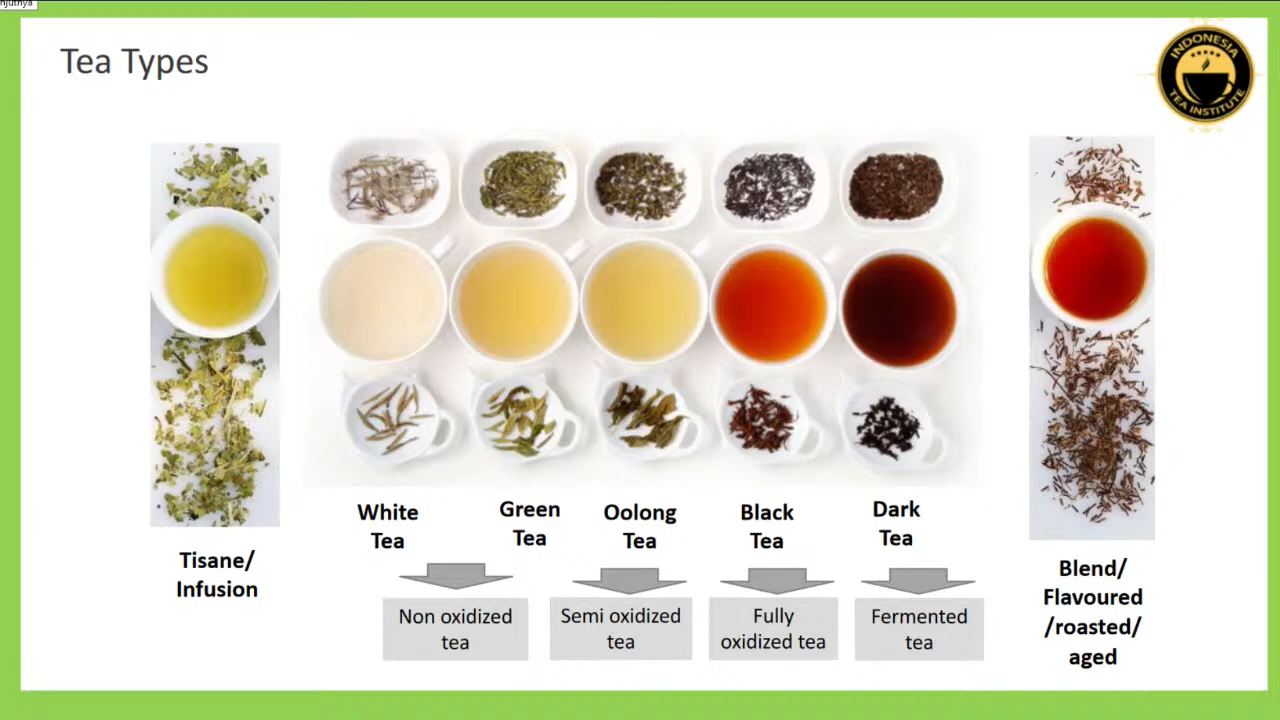 njutnya
Tea Types
INDONESIA
TEA INSTITUTE
White
Tea
Green
Tea
Oolong
Tea
Black
Tea
Dark
Tea
Tisane/
Infusion
Blend/
Flavoured
/roasted/
aged
Non oxidized
tea
Semi oxidized
tea
Fully
oxidized tea
Fermented
tea